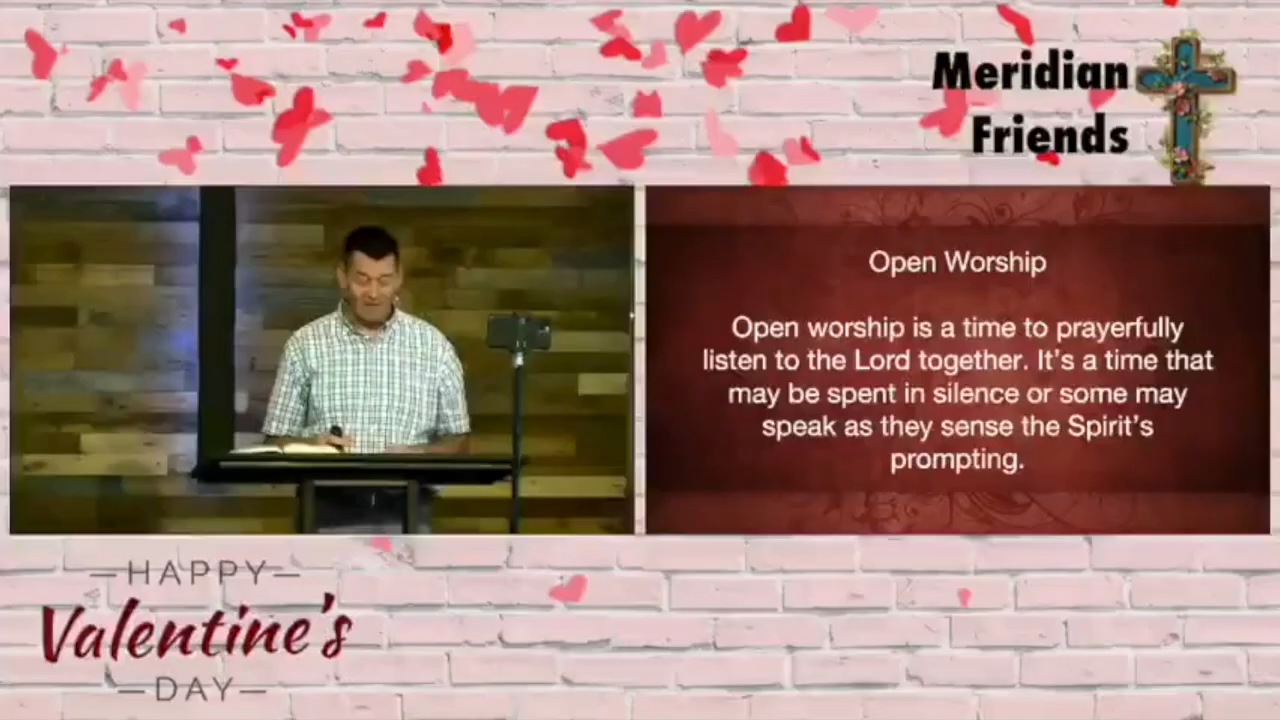 Meridian
Friends
Open Worship
Open worship is a time to prayerfully
listen to the Lord together. It's a time that
may be spent in silence or some may
speak as they sense the Spirit's
prompting.
HAPPY
Valentine's
DAY